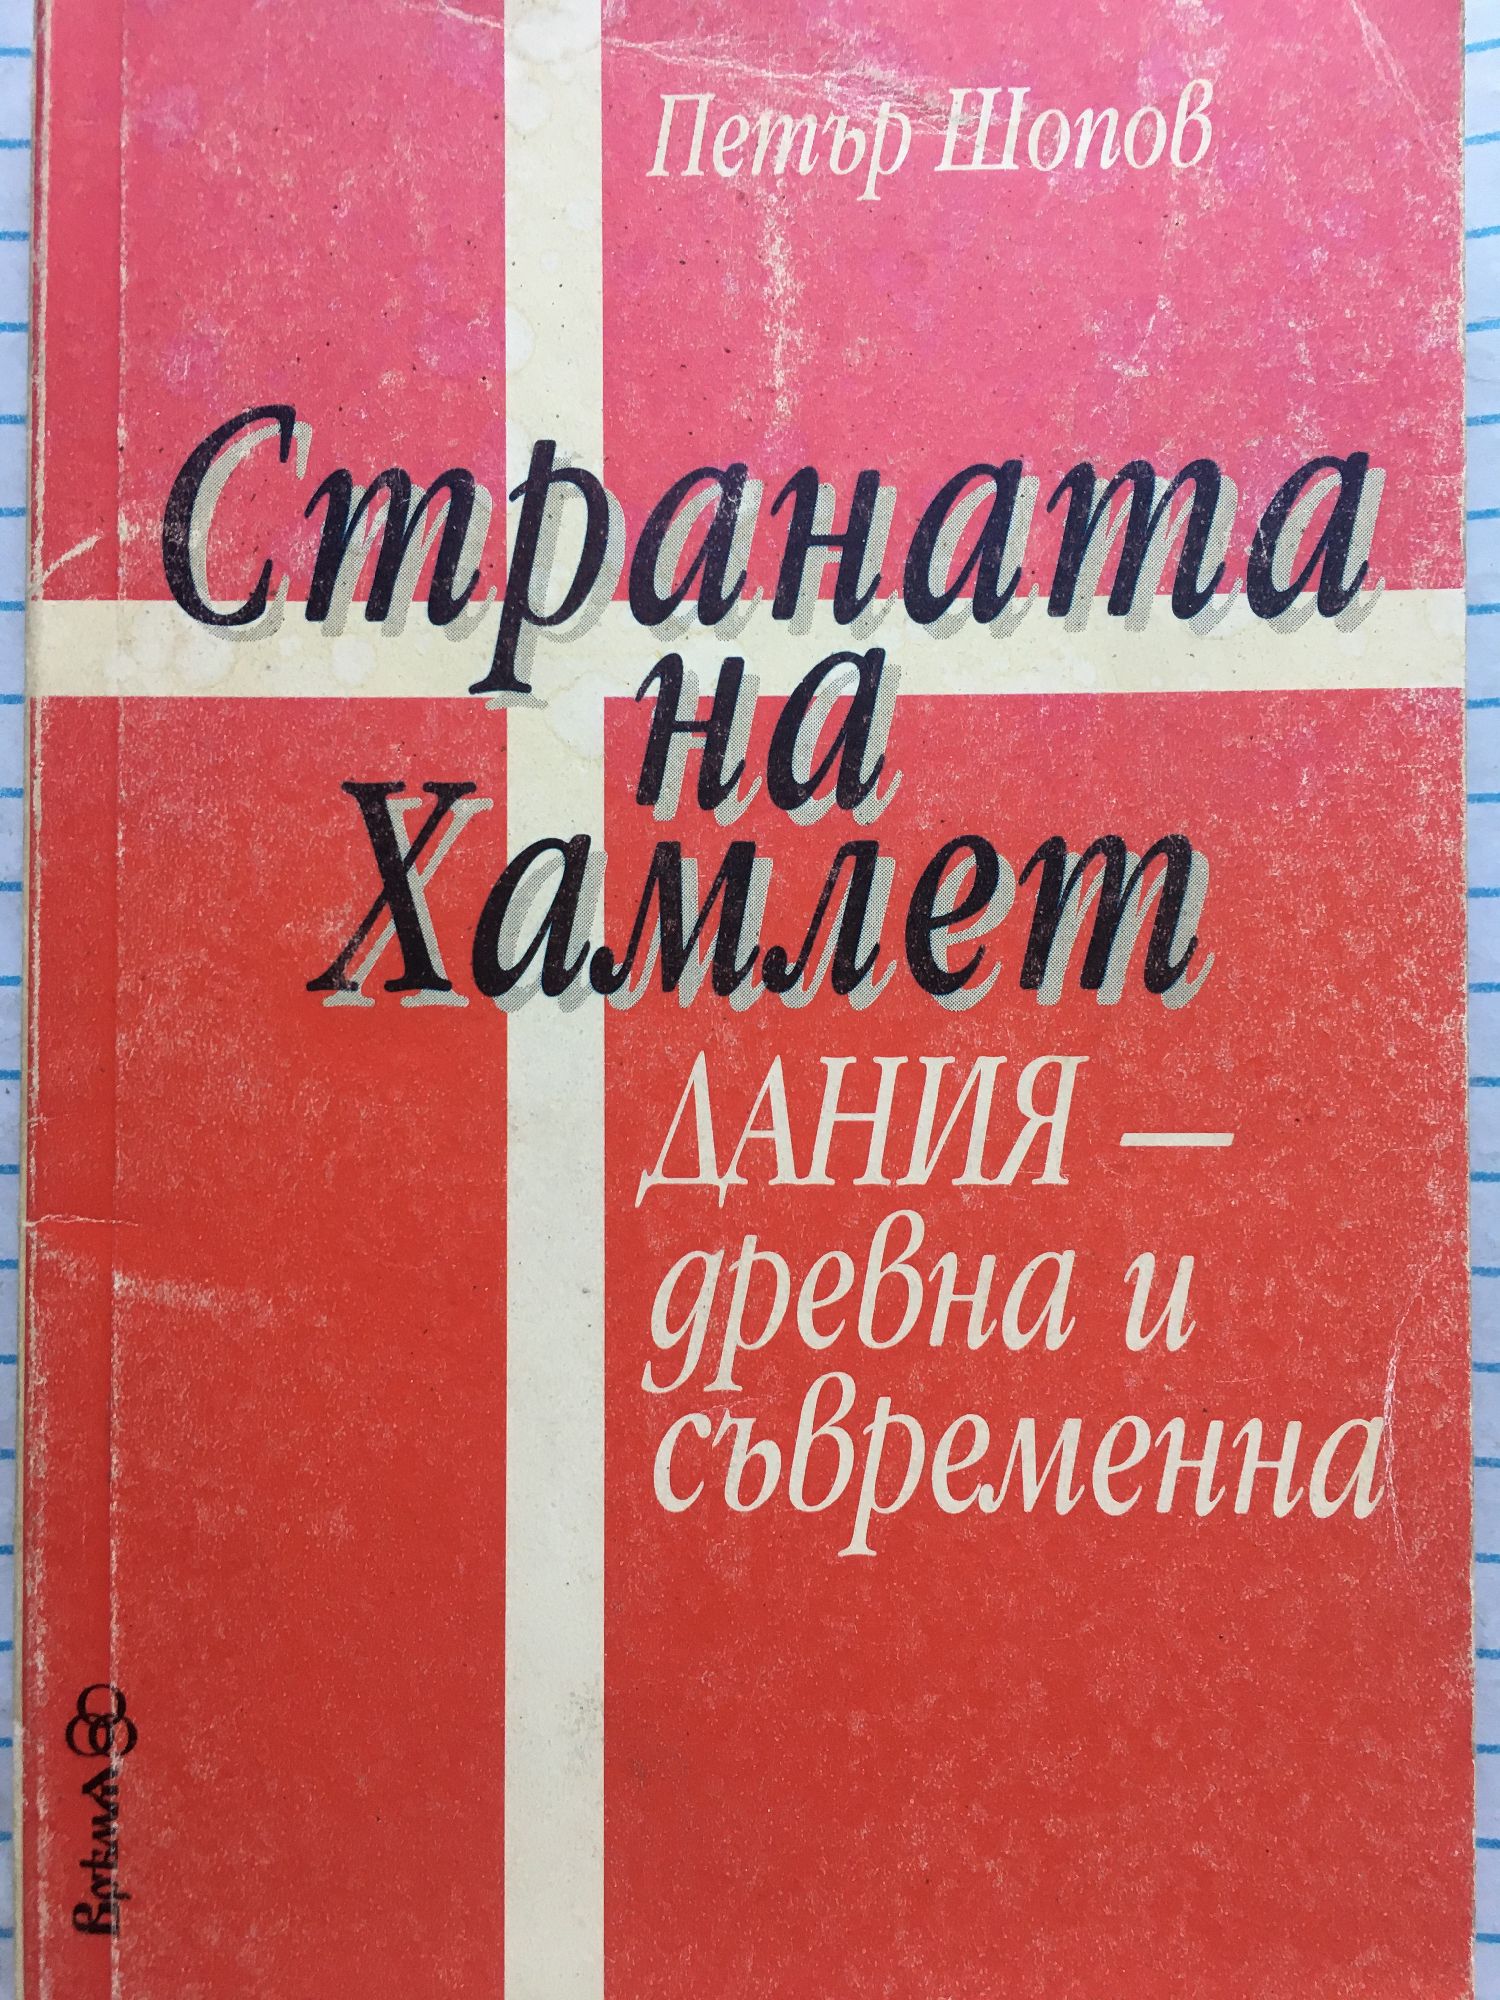 Петър Шопов
Страната
на
Хамлет
ДАНИЯ –
древна и
съвременна